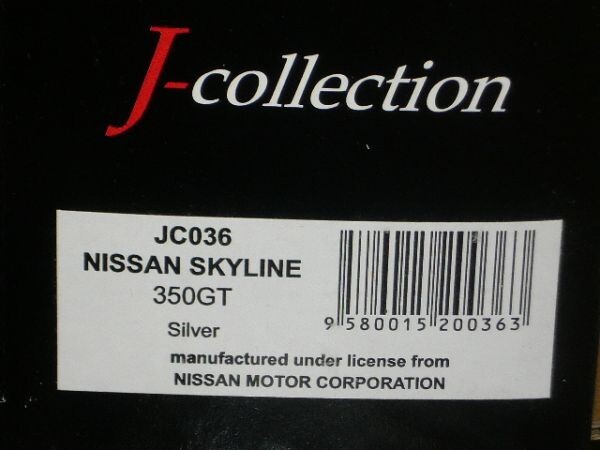 J-collection
JC036
NISSAN SKYLINE
350GT
Silver
9 580015 200363
manufactured under license from
NISSAN MOTOR CORPORATION